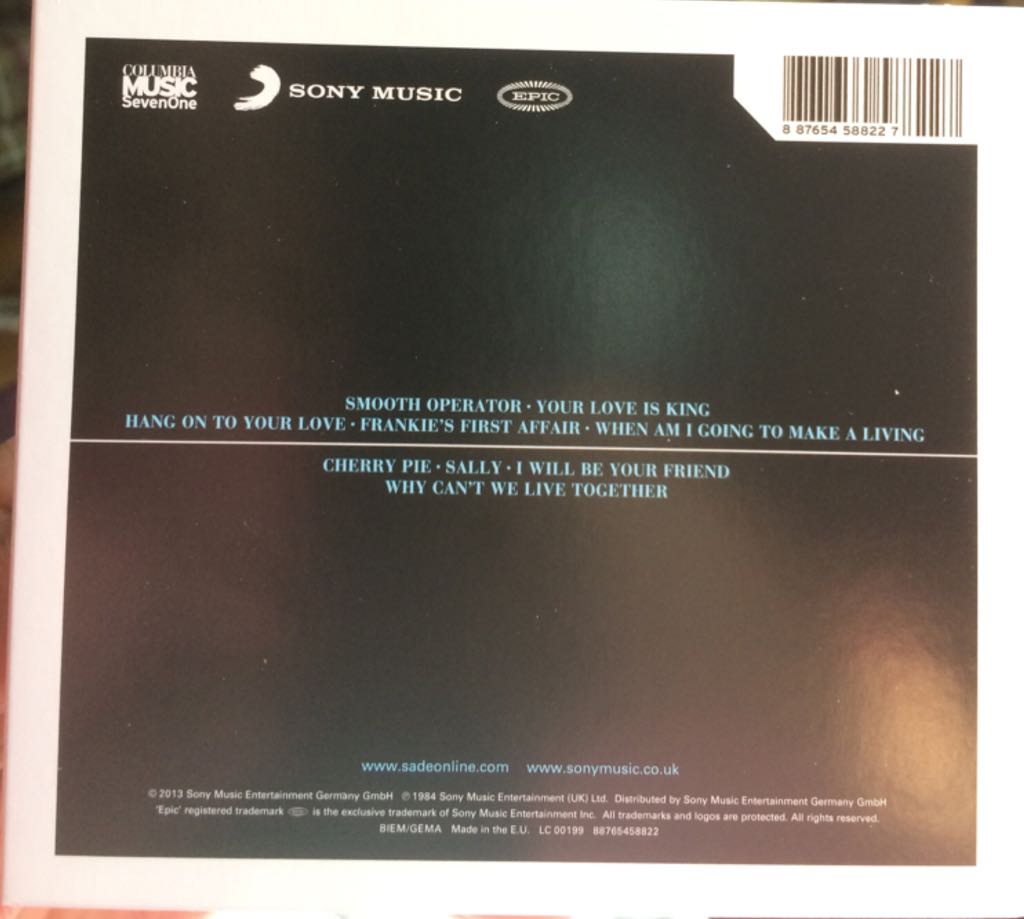 COLUMBIA
MUSIC
SevenOne
SONY MUSIC
EPIC
8 87654 58822 7
SMOOTH OPERATOR · YOUR LOVE IS KING
HANG ON TO YOUR LOVE · FRANKIE'S FIRST AFFAIR · WHEN AM I GOING TO MAKE A LIVING
CHERRY PIE · SALLY · I WILL BE YOUR FRIEND
WHY CAN'T WE LIVE TOGETHER
www.sadeonline.com www.sonymusic.co.uk
© 2013 Sony Music Entertainment Germany GmbH ℗ 1984 Sony Music Entertainment (UK) Ltd. Distributed by Sony Music Entertainment Germany GmbH
'Epic' registered trademark EPIC is the exclusive trademark of Sony Music Entertainment Inc. All trademarks and logos are protected. All rights reserved.
BIEM/GEMA Made in the E.U. LC 00199 88765458822